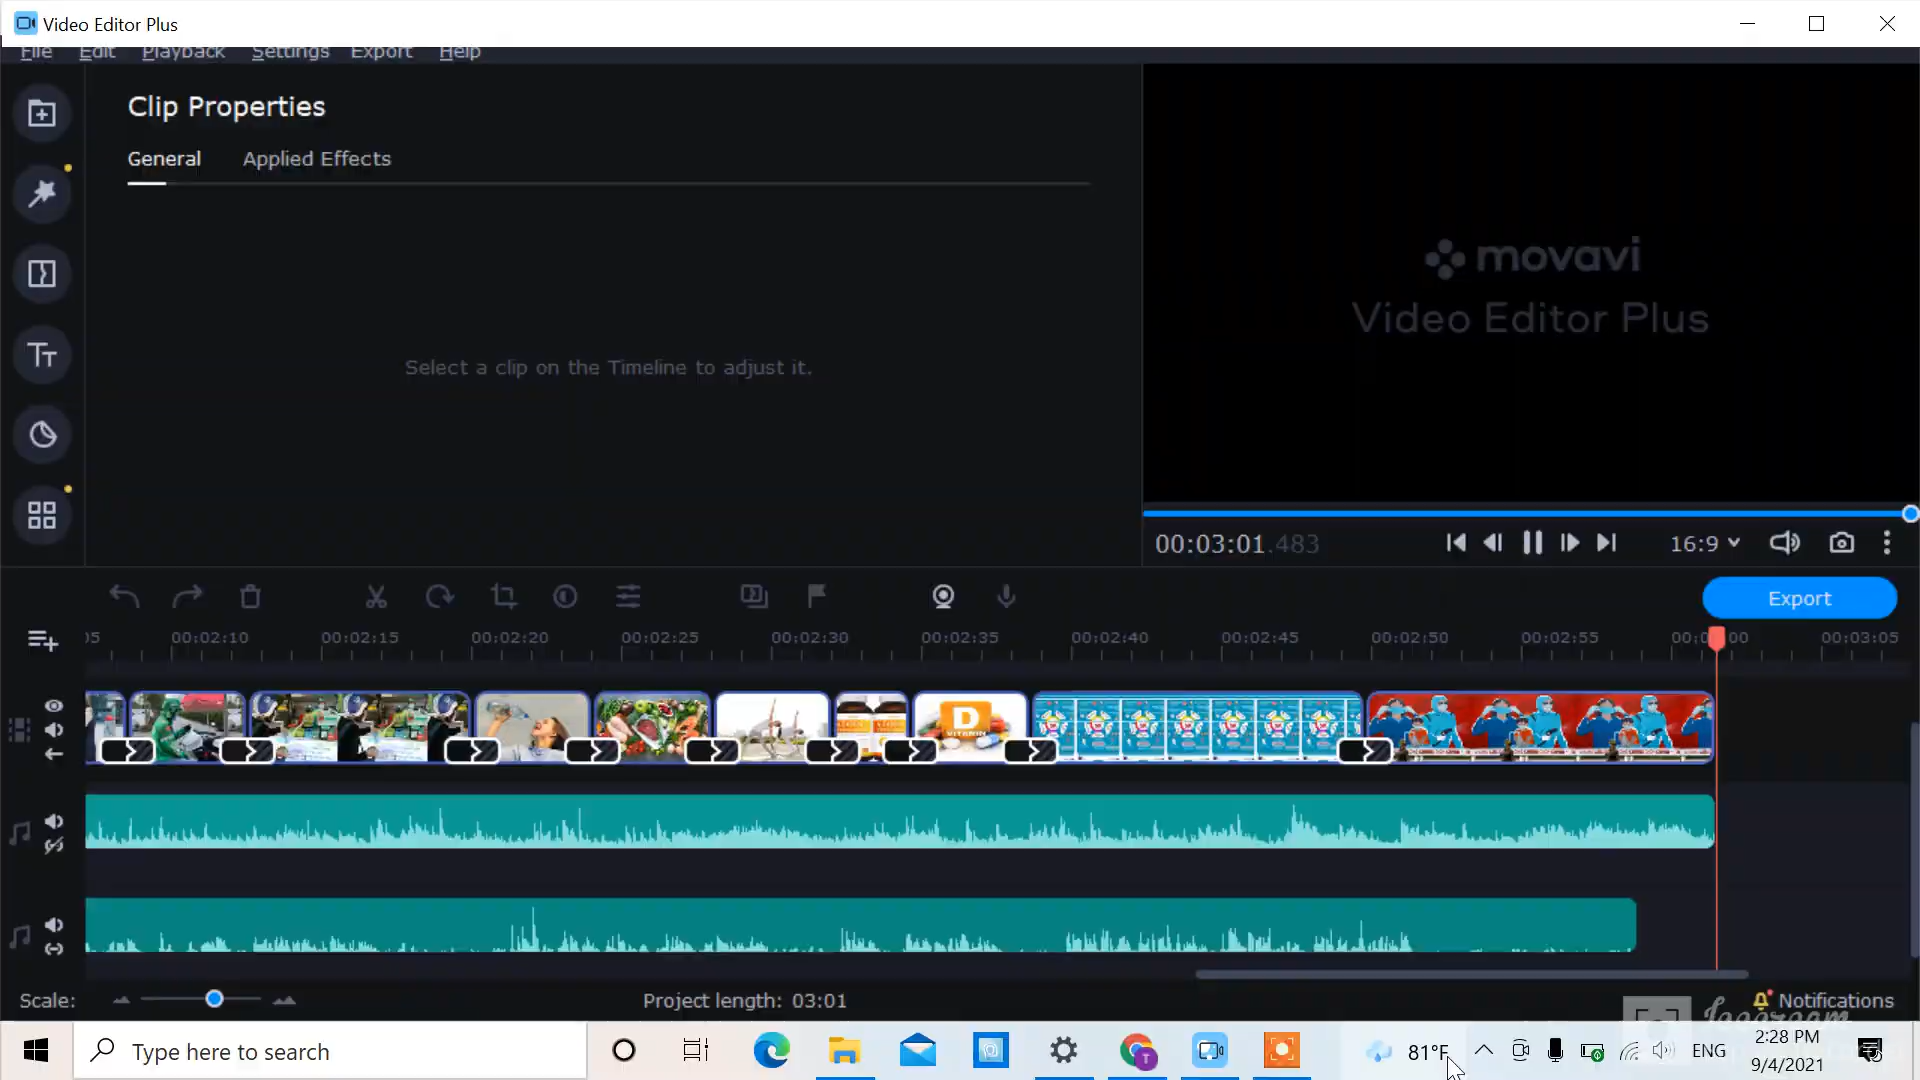 Video Editor Plus
File Edit Playback Settings Export Help
Clip Properties
General Applied Effects
Select a clip on the Timeline to adjust it.
movavi
Video Editor Plus
00:03:01.483
16:9
Export
05 00:02:10 00:02:15 00:02:20 00:02:25 00:02:30 00:02:35 00:02:40 00:02:45 00:02:50 00:02:55 00:03:05
D
VITAMIN
Scale:
Project length: 03:01
Notifications
Type here to search
81°F
ENG
2:28 PM
9/4/2021